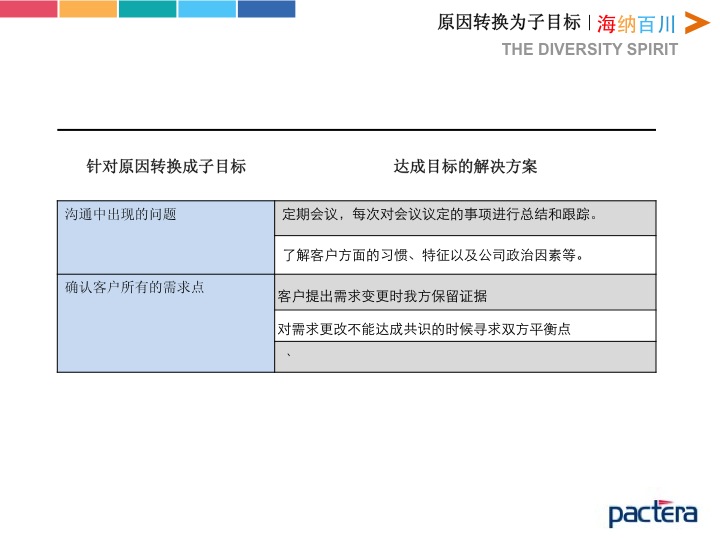 原因转换为子目标 | 海纳百川
THE DIVERSITY SPIRIT
针对原因转换成子目标 达成目标的解决方案
沟通中出现的问题 定期会议，每次对会议议定的事项进行总结和跟踪。
了解客户方面的习惯、特征以及公司政治因素等。
确认客户所有的需求点 客户提出需求变更时我方保留证据
对需求更改不能达成共识的时候寻求双方平衡点
、
pactera